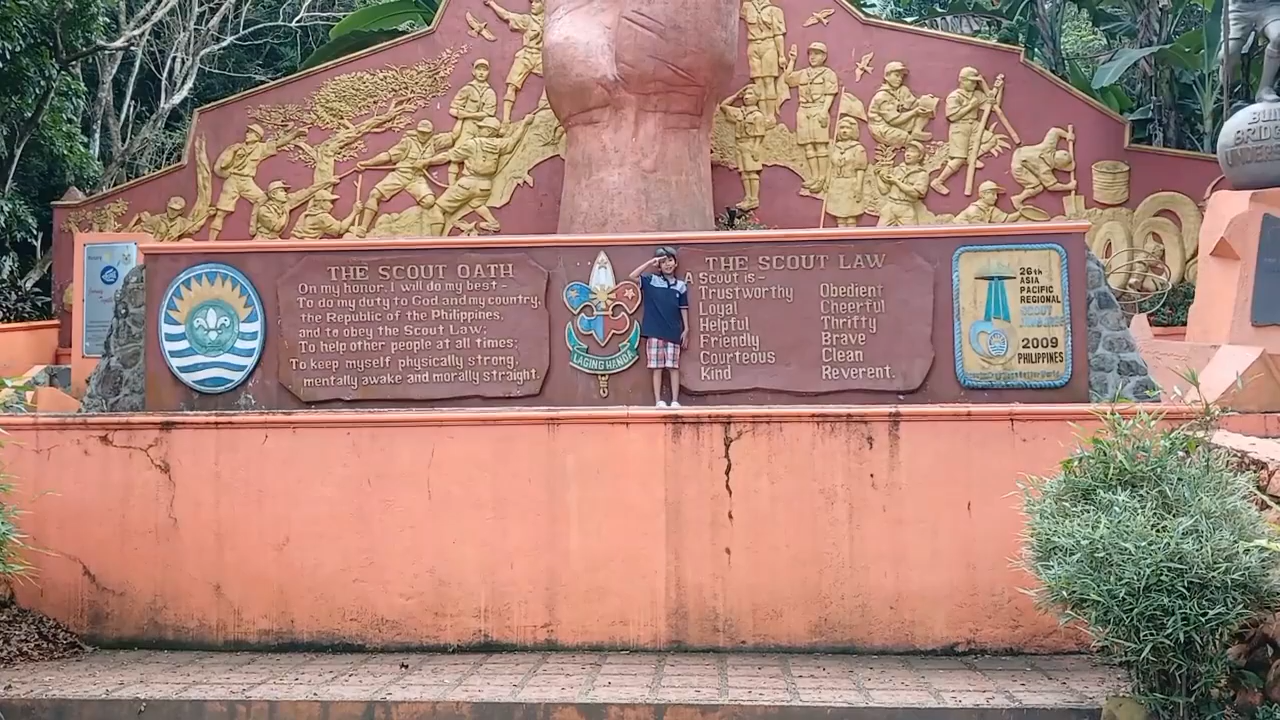 THE SCOUT OATH
On my honor, I will do my best -
To do my duty to God and my country,
the Republic of the Philippines,
and to obey the Scout Law;
To help other people at all times;
To keep myself physically strong,
mentally awake and morally straight.
LAGING HANDA
THE SCOUT LAW
A Scout is -
Trustworthy
Loyal
Helpful
Friendly
Courteous
Kind
Obedient
Cheerful
Thrifty
Brave
Clean
Reverent.
26th
ASIA
PACIFIC
REGIONAL
SCOUT
JAMBOREE
2009
PHILIPPINES